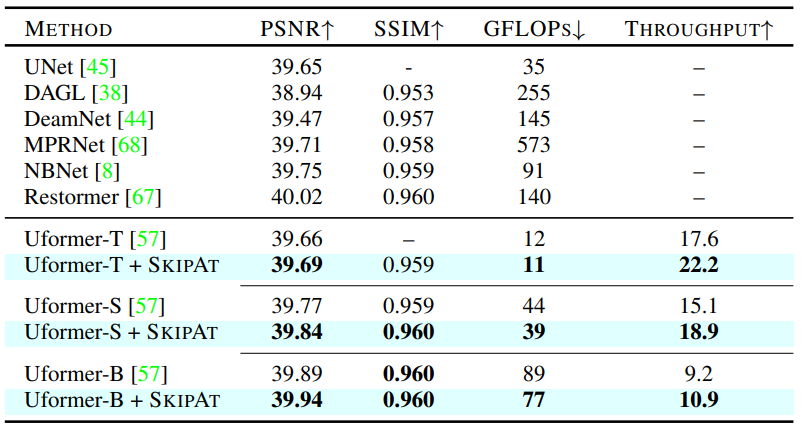 METHOD PSNR↑ SSIM↑ GFLOPS↓ THROUGHPUT↑
UNet [45] 39.65 - 35 –
DAGL [38] 38.94 0.953 255 –
DeamNet [44] 39.47 0.957 145 –
MPRNet [68] 39.71 0.958 573 –
NBNet [8] 39.75 0.959 91 –
Restormer [67] 40.02 0.960 140 –
Uformer-T [57] 39.66 – 12 17.6
Uformer-T + SKIPAT 39.69 0.959 11 22.2
Uformer-S [57] 39.77 0.959 44 15.1
Uformer-S + SKIPAT 39.84 0.960 39 18.9
Uformer-B [57] 39.89 0.960 89 9.2
Uformer-B + SKIPAT 39.94 0.960 77 10.9